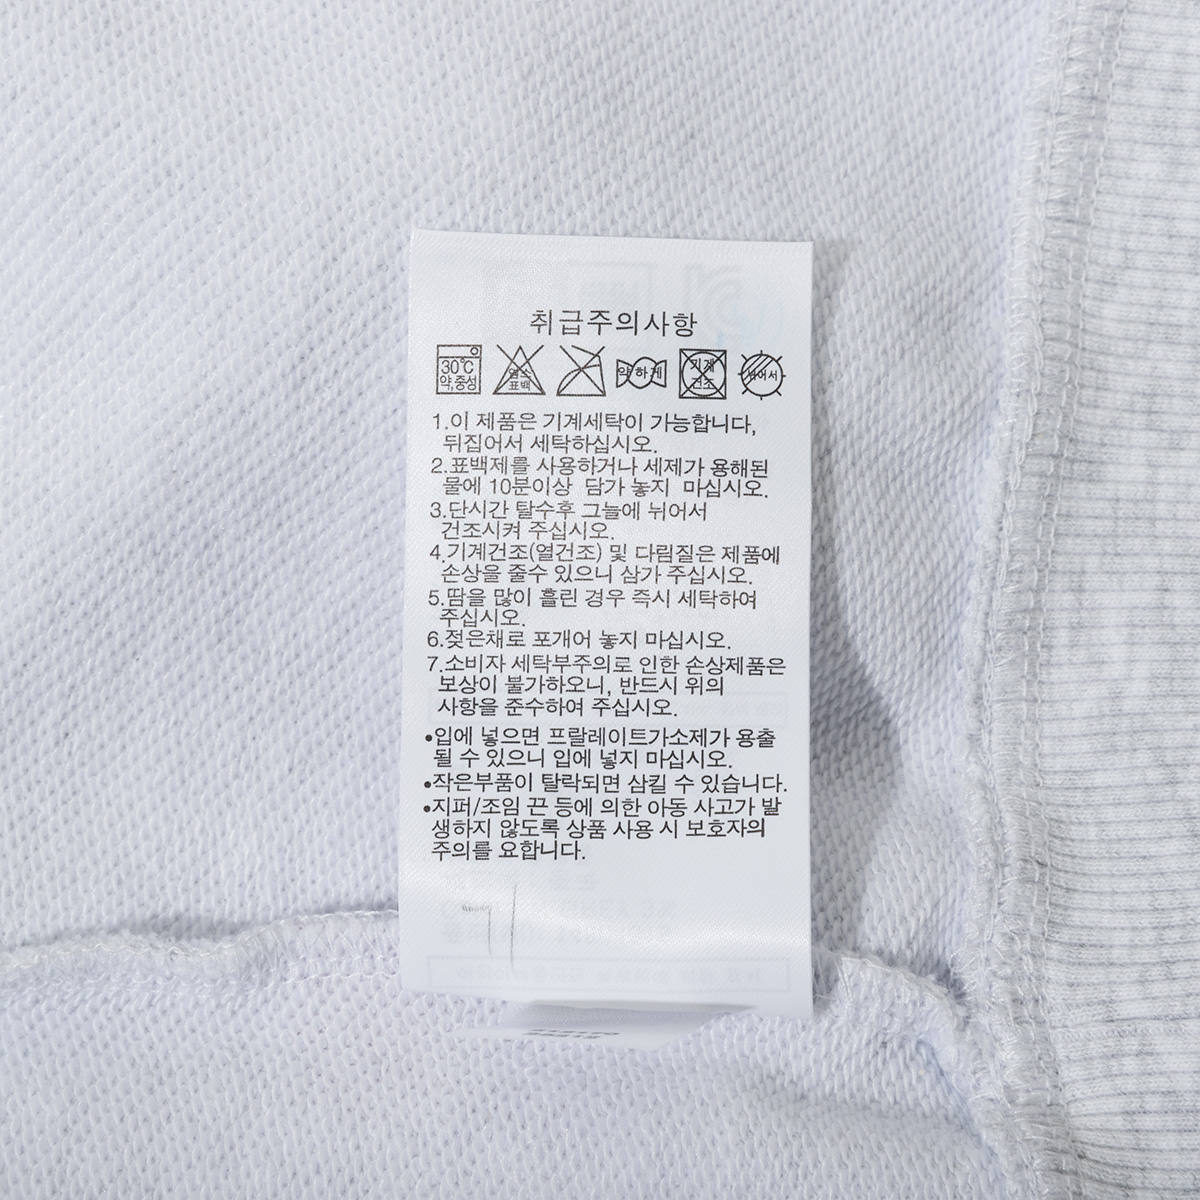 취급주의사항
30℃
약,중성
염소
표백
약하게
기계
건조
뉘어서
1.이 제품은 기계세탁이 가능합니다,
뒤집어서 세탁하십시오.
2.표백제를 사용하거나 세제가 용해된
물에 10분이상 담가 놓지 마십시오.
3.단시간 탈수후 그늘에 뉘어서
건조시켜 주십시오.
4.기계건조(열건조) 및 다림질은 제품에
손상을 줄수 있으니 삼가 주십시오.
5.땀을 많이 흘린 경우 즉시 세탁하여
주십시오.
6.젖은채로 포개어 놓지 마십시오.
7.소비자 세탁부주의로 인한 손상제품은
보상이 불가하오니, 반드시 위의
사항을 준수하여 주십시오.
•입에 넣으면 프탈레이트가소제가 용출
될 수 있으니 입에 넣지 마십시오.
•작은부품이 탈락되면 삼킬 수 있습니다.
•지퍼/조임 끈 등에 의한 아동 사고가 발
생하지 않도록 상품 사용 시 보호자의
주의를 요합니다.